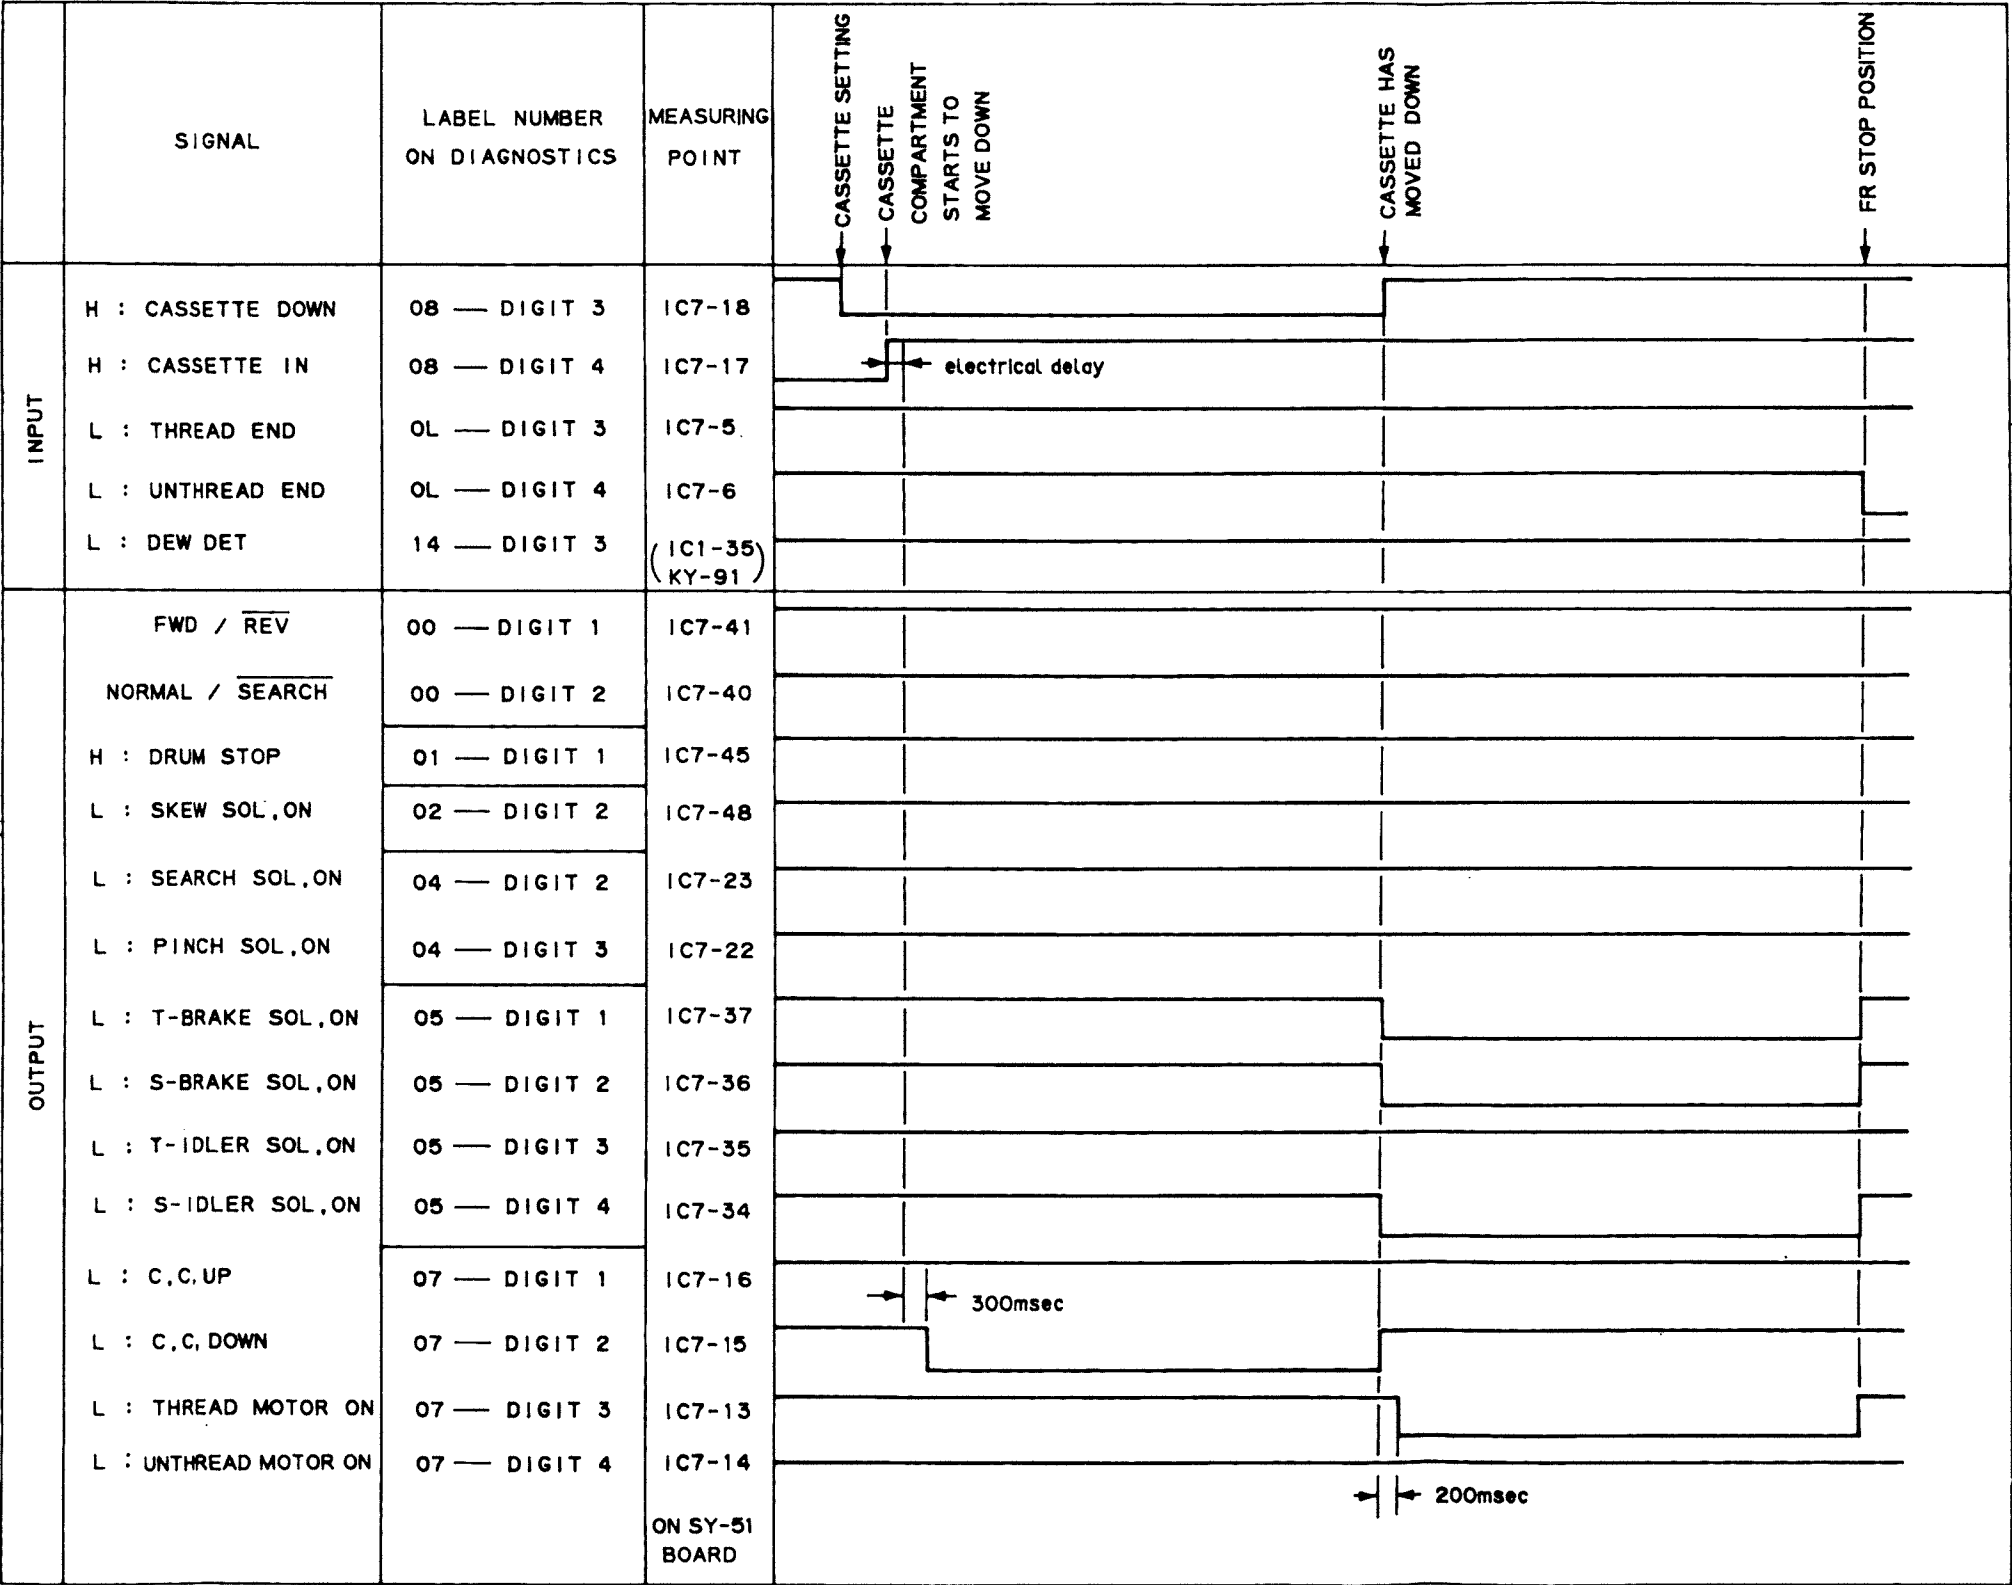 SIGNAL
LABEL NUMBER
ON DIAGNOSTICS
MEASURING
POINT
CASSETTE SETTING
CASSETTE
COMPARTMENT
STARTS TO
MOVE DOWN
CASSETTE HAS
MOVED DOWN
FR STOP POSITION
INPUT
H : CASSETTE DOWN 08 — DIGIT 3 IC7-18
H : CASSETTE IN 08 — DIGIT 4 IC7-17 electrical delay
L : THREAD END 0L — DIGIT 3 IC7-5
L : UNTHREAD END 0L — DIGIT 4 IC7-6
L : DEW DET 14 — DIGIT 3 (IC1-35
KY-91)
OUTPUT
FWD / REV 00 — DIGIT 1 IC7-41
NORMAL / SEARCH 00 — DIGIT 2 IC7-40
H : DRUM STOP 01 — DIGIT 1 IC7-45
L : SKEW SOL.ON 02 — DIGIT 2 IC7-48
L : SEARCH SOL.ON 04 — DIGIT 2 IC7-23
L : PINCH SOL.ON 04 — DIGIT 3 IC7-22
L : T-BRAKE SOL.ON 05 — DIGIT 1 IC7-37
L : S-BRAKE SOL.ON 05 — DIGIT 2 IC7-36
L : T-IDLER SOL.ON 05 — DIGIT 3 IC7-35
L : S-IDLER SOL.ON 05 — DIGIT 4 IC7-34
L : C.C.UP 07 — DIGIT 1 IC7-16
300msec
L : C.C.DOWN 07 — DIGIT 2 IC7-15
L : THREAD MOTOR ON 07 — DIGIT 3 IC7-13
L : UNTHREAD MOTOR ON 07 — DIGIT 4 IC7-14
200msec
ON SY-51
BOARD